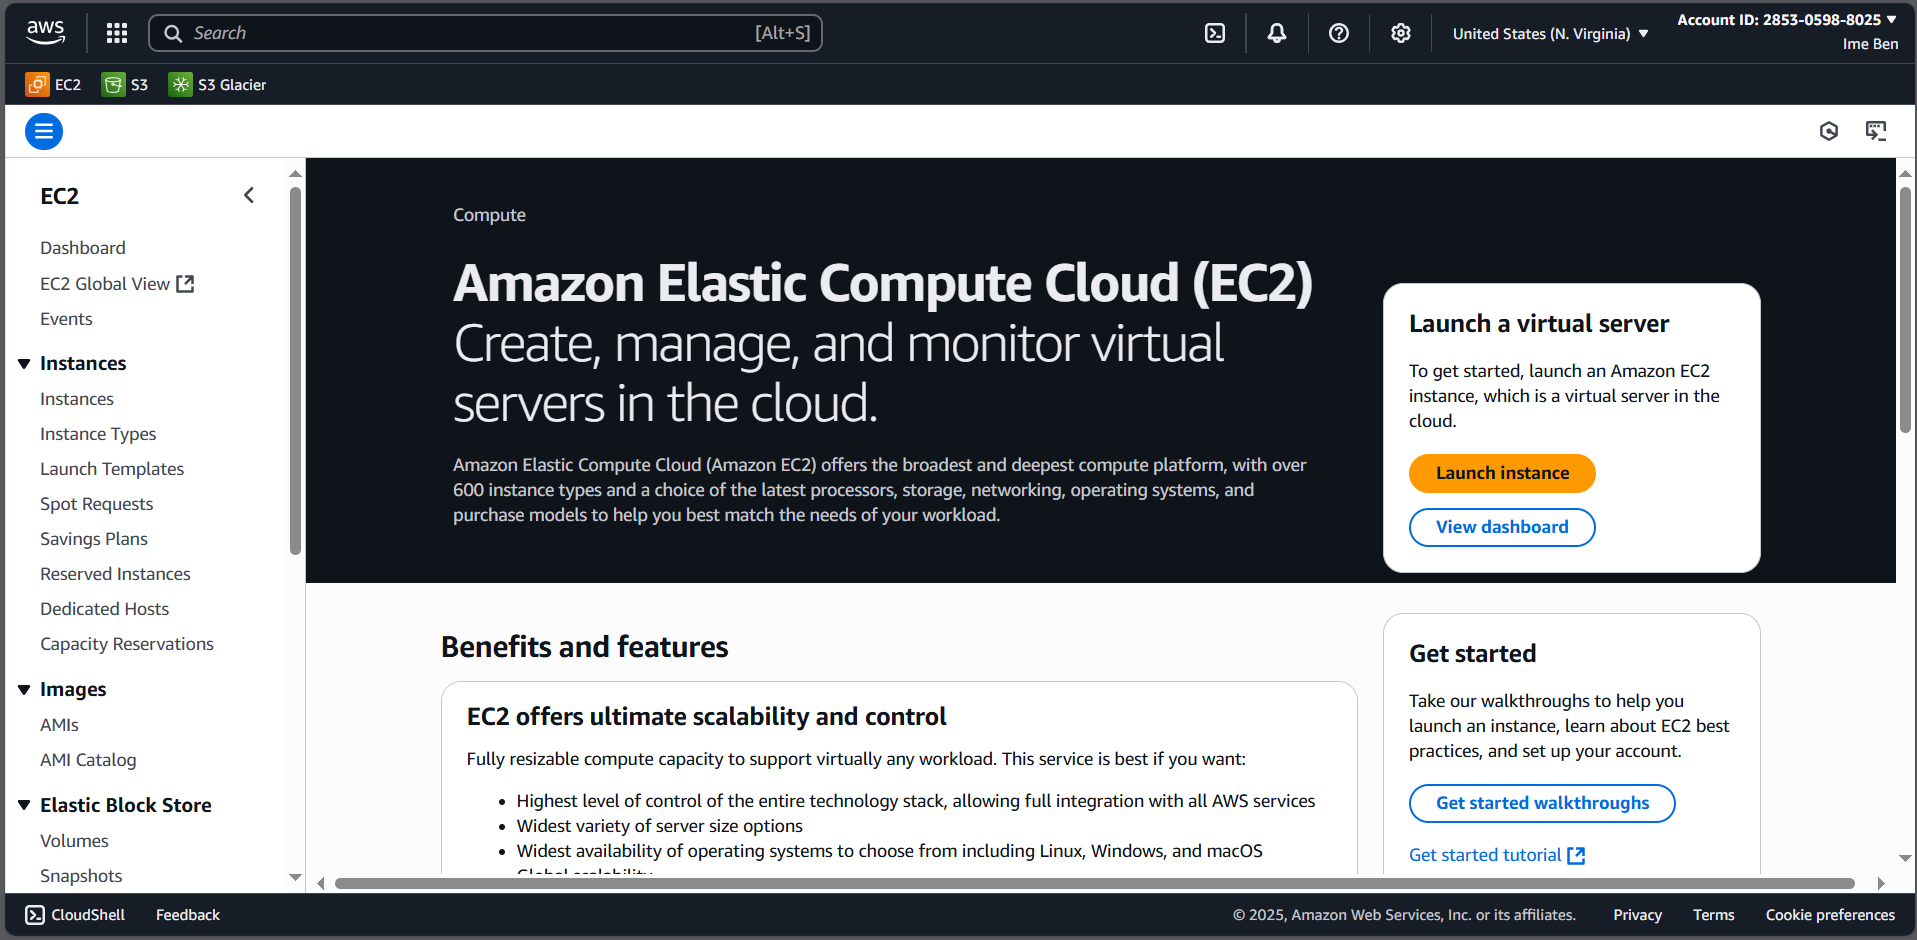 aws
Search [Alt+S]
United States (N. Virginia)
Account ID: 2853-0598-8025
Ime Ben
EC2
S3
S3 Glacier
EC2
Dashboard
EC2 Global View
Events
Instances
Instances
Instance Types
Launch Templates
Spot Requests
Savings Plans
Reserved Instances
Dedicated Hosts
Capacity Reservations
Images
AMIs
AMI Catalog
Elastic Block Store
Volumes
Snapshots
Compute
Amazon Elastic Compute Cloud (EC2)
Create, manage, and monitor virtual
servers in the cloud.
Amazon Elastic Compute Cloud (Amazon EC2) offers the broadest and deepest compute platform, with over
600 instance types and a choice of the latest processors, storage, networking, operating systems, and
purchase models to help you best match the needs of your workload.
Launch a virtual server
To get started, launch an Amazon EC2
instance, which is a virtual server in the
cloud.
Launch instance
View dashboard
Benefits and features
EC2 offers ultimate scalability and control
Fully resizable compute capacity to support virtually any workload. This service is best if you want:
• Highest level of control of the entire technology stack, allowing full integration with all AWS services
• Widest variety of server size options
• Widest availability of operating systems to choose from including Linux, Windows, and macOS
Global scalability
Get started
Take our walkthroughs to help you
launch an instance, learn about EC2 best
practices, and set up your account.
Get started walkthroughs
Get started tutorial
CloudShell
Feedback
© 2025, Amazon Web Services, Inc. or its affiliates.
Privacy
Terms
Cookie preferences